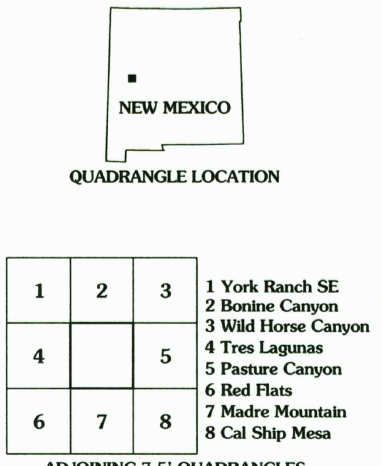 NEW MEXICO
QUADRANGLE LOCATION
1 2 3
4 5
6 7 8
1 York Ranch SE
2 Bonine Canyon
3 Wild Horse Canyon
4 Tres Lagunas
5 Pasture Canyon
6 Red Flats
7 Madre Mountain
8 Cal Ship Mesa
ADJOINING 7.5' QUADRANGLES